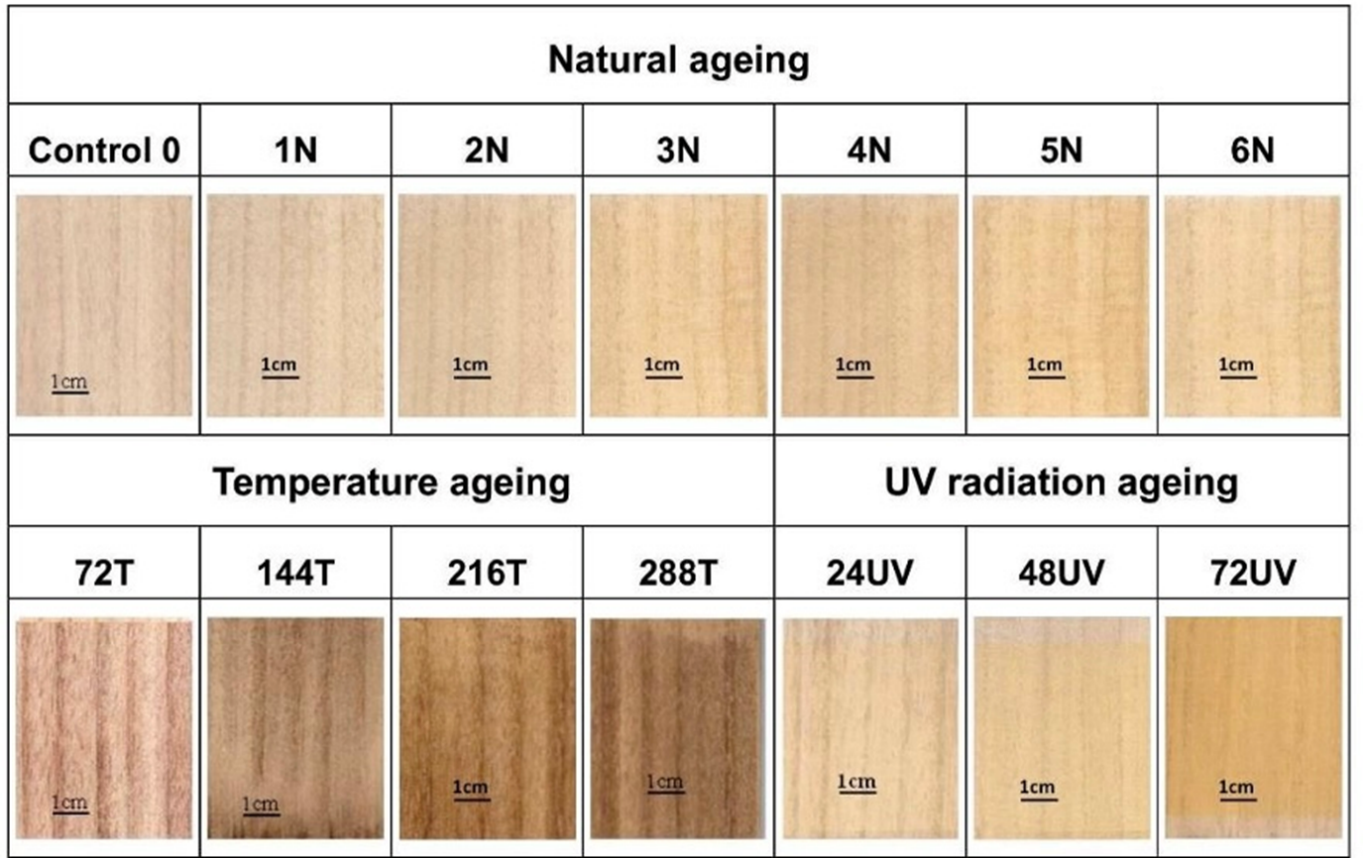 Natural ageing
Control 0 1N 2N 3N 4N 5N 6N
1cm 1cm 1cm 1cm 1cm 1cm 1cm
Temperature ageing UV radiation ageing
72T 144T 216T 288T 24UV 48UV 72UV
1cm 1cm 1cm 1cm 1cm 1cm 1cm